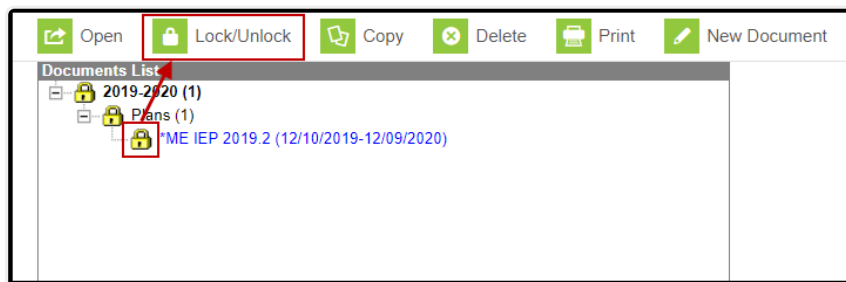 Open Lock/Unlock Copy Delete Print New Document
Documents List
2019-2020 (1)
Plans (1)
*ME IEP 2019.2 (12/10/2019-12/09/2020)